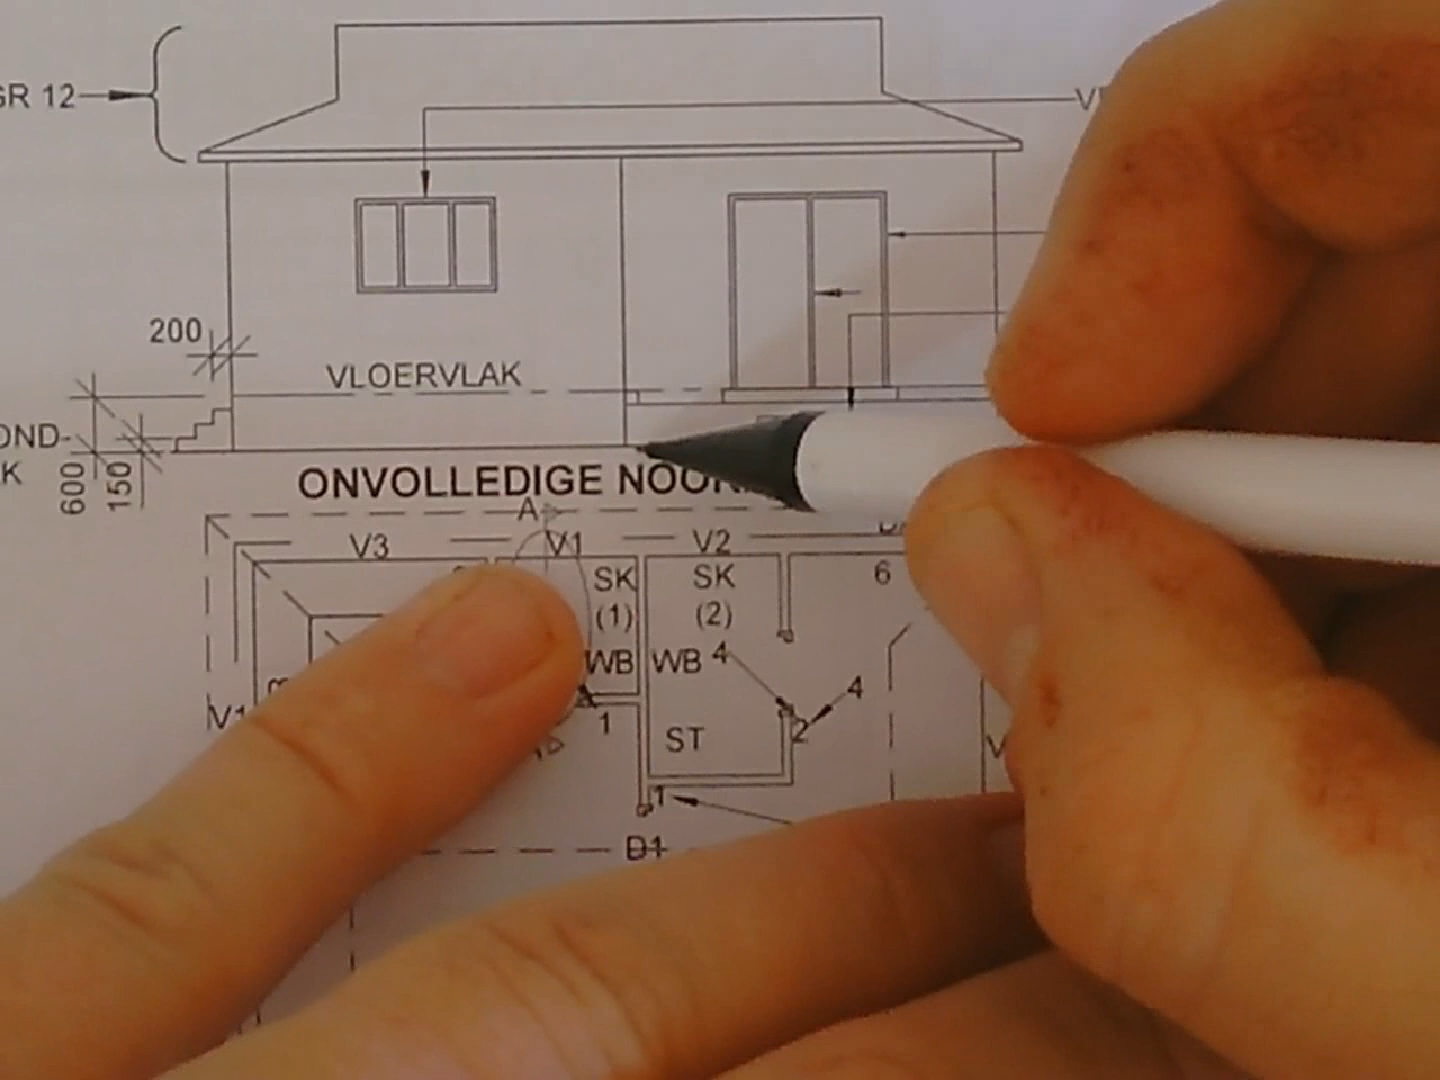 GR 12
200
VLOERVLAK
600
150
ONVOLLEDIGE
A
V3
V1
V2
SK
(1)
SK
(2)
6
WB
WB
4
4
V1
1
ST
2
1
D1